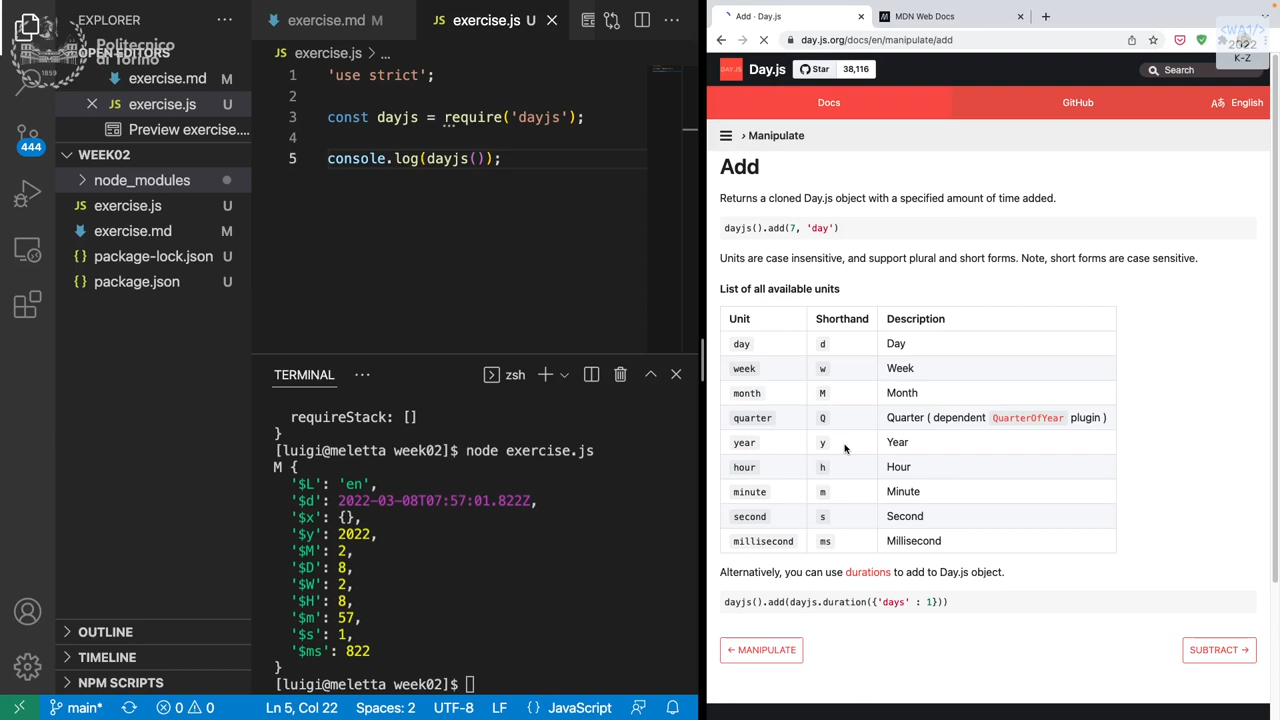 EXPLORER
OPEN EDITORS
Politecnico
di Torino
1859
exercise.md M
exercise.js U
Preview exercise....
444
WEEK02
node_modules
exercise.js U
exercise.md U
package-lock.json U
package.json U
OUTLINE
TIMELINE
NPM SCRIPTS
exercise.md M
exercise.js U
exercise.js > ...
1 'use strict';
2
3 const dayjs = require('dayjs');
4
5 console.log(dayjs());
TERMINAL
zsh
requireStack: []
}
[luigi@meletta week02]$ node exercise.js
M {
'$L': 'en',
'$d': 2022-03-08T07:57:01.822Z,
'$x': {},
'$y': 2022,
'$M': 2,
'$D': 8,
'$W': 2,
'$H': 8,
'$m': 57,
'$s': 1,
'$ms': 822
}
[luigi@meletta week02]$
main*
0 0
Ln 5, Col 22
Spaces: 2
UTF-8
LF
{} JavaScript
Add · Day.js
MDN Web Docs
day.js.org/docs/en/manipulate/add
<WA1/>
2022
K-Z
DAY.JS
Day.js
Star 38,116
Search
Docs
GitHub
English
› Manipulate
Add
Returns a cloned Day.js object with a specified amount of time added.
dayjs().add(7, 'day')
Units are case insensitive, and support plural and short forms. Note, short forms are case sensitive.
List of all available units
Unit Shorthand Description
day d Day
week w Week
month M Month
quarter Q Quarter ( dependent QuarterOfYear plugin )
year y Year
hour h Hour
minute m Minute
second s Second
millisecond ms Millisecond
Alternatively, you can use durations to add to Day.js object.
dayjs().add(dayjs.duration({'days' : 1}))
← MANIPULATE
SUBTRACT →